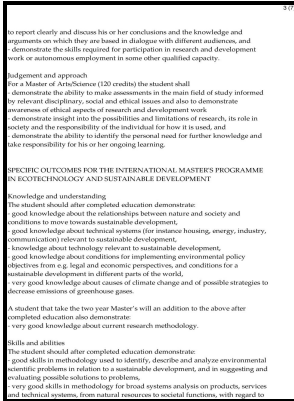 3 (7
to report clearly and discuss his or her conclusions and the knowledge and
arguments on which they are based in dialogue with different audiences, and
- demonstrate the skills required for participation in research and development
work or autonomous employment in some other qualified capacity.
Judgement and approach
For a Master of Arts/Science (120 credits) the student shall
- demonstrate the ability to make assessments in the main field of study informed
by relevant disciplinary, social and ethical issues and also to demonstrate
awareness of ethical aspects of research and development work
- demonstrate insight into the possibilities and limitations of research, its role in
society and the responsibility of the individual for how it is used, and
- demonstrate the ability to identify the personal need for further knowledge and
take responsibility for his or her ongoing learning.
SPECIFIC OUTCOMES FOR THE INTERNATIONAL MASTER'S PROGRAMME
IN ECOTECHNOLOGY AND SUSTAINABLE DEVELOPMENT
Knowledge and understanding
The student should after completed education demonstrate:
- good knowledge about the relationships between nature and society and
conditions to move towards sustainable development,
- good knowledge about technical systems (for instance housing, energy, industry,
communication) relevant to sustainable development,
- knowledge about technology relevant to sustainable development,
- good knowledge about conditions for implementing environmental policy
objectives from e.g. legal and economic perspectives, and conditions for a
sustainable development in different parts of the world,
- very good knowledge about causes of climate change and of possible strategies to
decrease emissions of greenhouse gases.
A student that take the two year Master's will an addition to the above after
completed education also demonstrate:
- very good knowledge about current research methodology.
Skills and abilities
The student should after completed education demonstrate:
- good skills in methodology used to identify, describe and analyze environmental
scientific problems in relation to a sustainable development, and in suggesting and
evaluating possible solutions to problems,
- very good skills in methodology for broad systems analysis on products, services
and technical systems, from natural resources to societal functions, with regard to